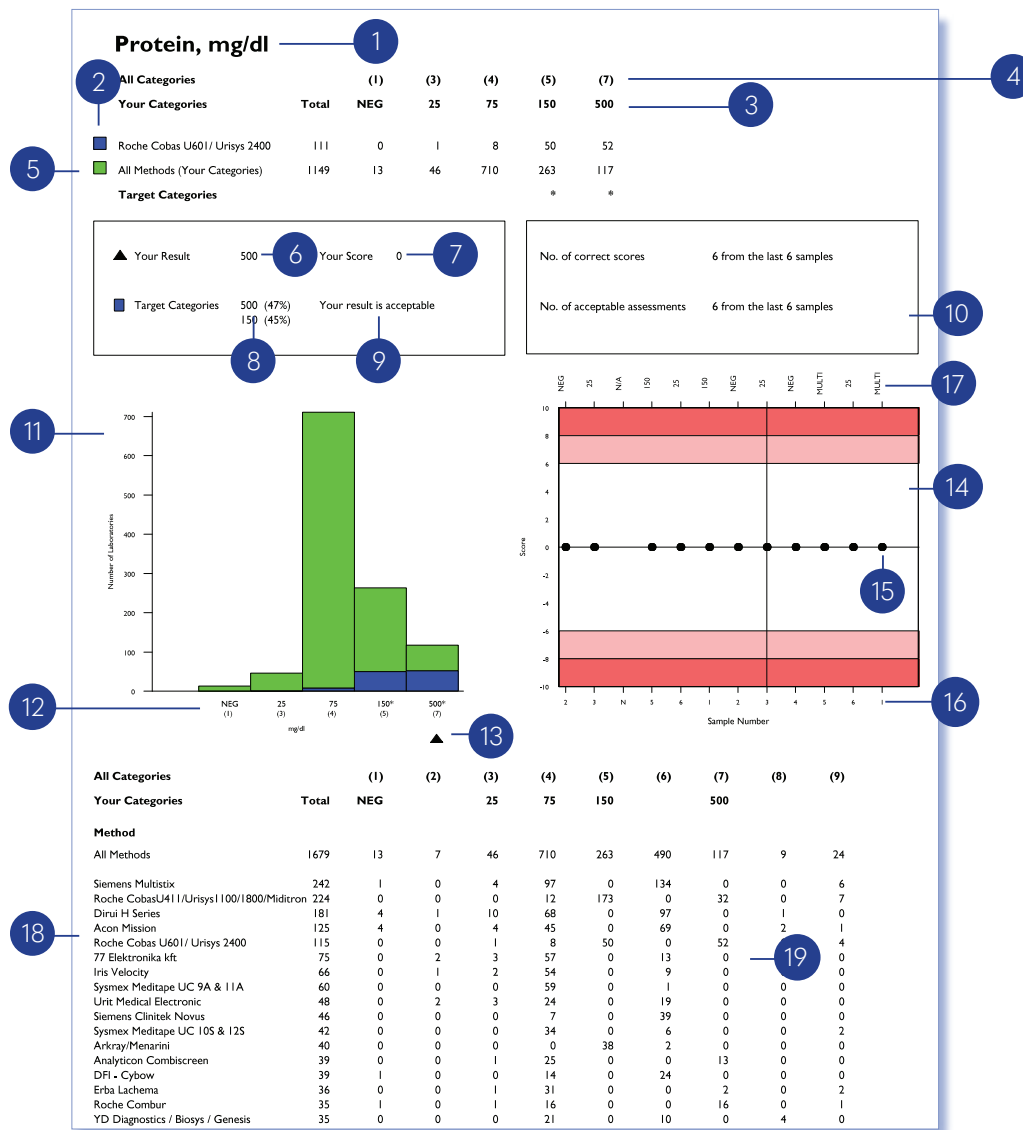 Protein, mg/dl 1
2 All Categories (1) (3) (4) (5) (7) 4
Your Categories Total NEG 25 75 150 500 3
Roche Cobas U601/ Urisys 2400 111 0 1 8 50 52
5 All Methods (Your Categories) 1149 13 46 710 263 117
Target Categories * *
Your Result 500 6 Your Score 0 7
No. of correct scores 6 from the last 6 samples
Target Categories 500 (47%) Your result is acceptable
150 (45%)
No. of acceptable assessments 6 from the last 6 samples 10
8 9
NEG 25 N/A 150 25 150 NEG 25 NEG MULTI 25 MULTI 17
11
Number of Laboratories
700
600
500
400
300
200
100
0
12 NEG 25 75 150* 500*
(1) (3) (4) (5) (7)
mg/dl
13
Score
10
8
6
4
2
0
-2
-4
-6
-8
-10
14
15
2 3 N 5 6 1 2 3 4 5 6 1 16
Sample Number
All Categories (1) (2) (3) (4) (5) (6) (7) (8) (9)
Your Categories Total NEG 25 75 150 500
Method
All Methods 1679 13 7 46 710 263 490 117 9 24
Siemens Multistix 242 1 0 4 97 0 134 0 0 6
Roche CobasU411/Urisys1100/1800/Miditron 224 0 0 0 12 173 0 32 0 7
Dirui H Series 181 4 1 10 68 0 97 0 1 0
Acon Mission 125 4 0 4 45 0 69 0 2 1
18 Roche Cobas U601/ Urisys 2400 115 0 0 1 8 50 0 52 4
77 Elektronika kft 75 0 2 3 57 0 13 0 19 0
Iris Velocity 66 0 1 2 54 0 9 0 0 0
Sysmex Meditape UC 9A & 11A 60 0 0 0 59 0 1 0 0 0
Urit Medical Electronic 48 0 2 3 24 0 19 0 0 0
Siemens Clinitek Novus 46 0 0 0 7 0 39 0 0 0
Sysmex Meditape UC 10S & 12S 42 0 0 0 34 0 6 0 0 2
Arkray/Menarini 40 0 0 0 0 38 2 0 0 0
Analyticon Combiscreen 39 0 0 1 25 0 0 13 0 0
DFI - Cybow 39 1 0 0 14 0 24 0 0 0
Erba Lachema 36 0 0 1 31 0 0 2 0 2
Roche Combur 35 1 0 1 16 0 0 16 0 1
YD Diagnostics / Biosys / Genesis 35 0 0 0 21 0 10 0 4 0